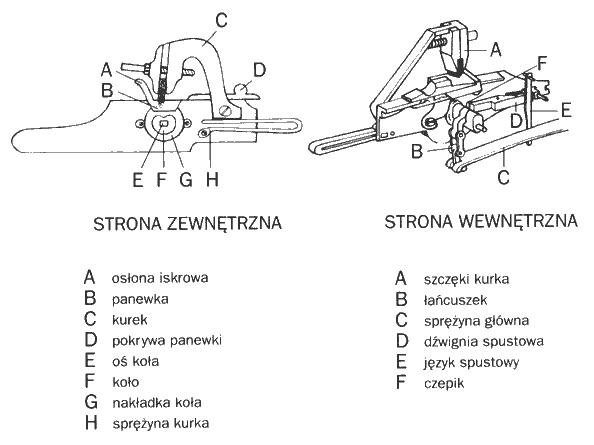 C
A
D
B
E F G H
A
F
D
E
B
C
STRONA ZEWNĘTRZNA
A osłona iskrowa
B panewka
C kurek
D pokrywa panewki
E oś koła
F koło
G nakładka koła
H sprężyna kurka
STRONA WEWNĘTRZNA
A szczęki kurka
B łańcuszek
C sprężyna główna
D dźwignia spustowa
E język spustowy
F czepik